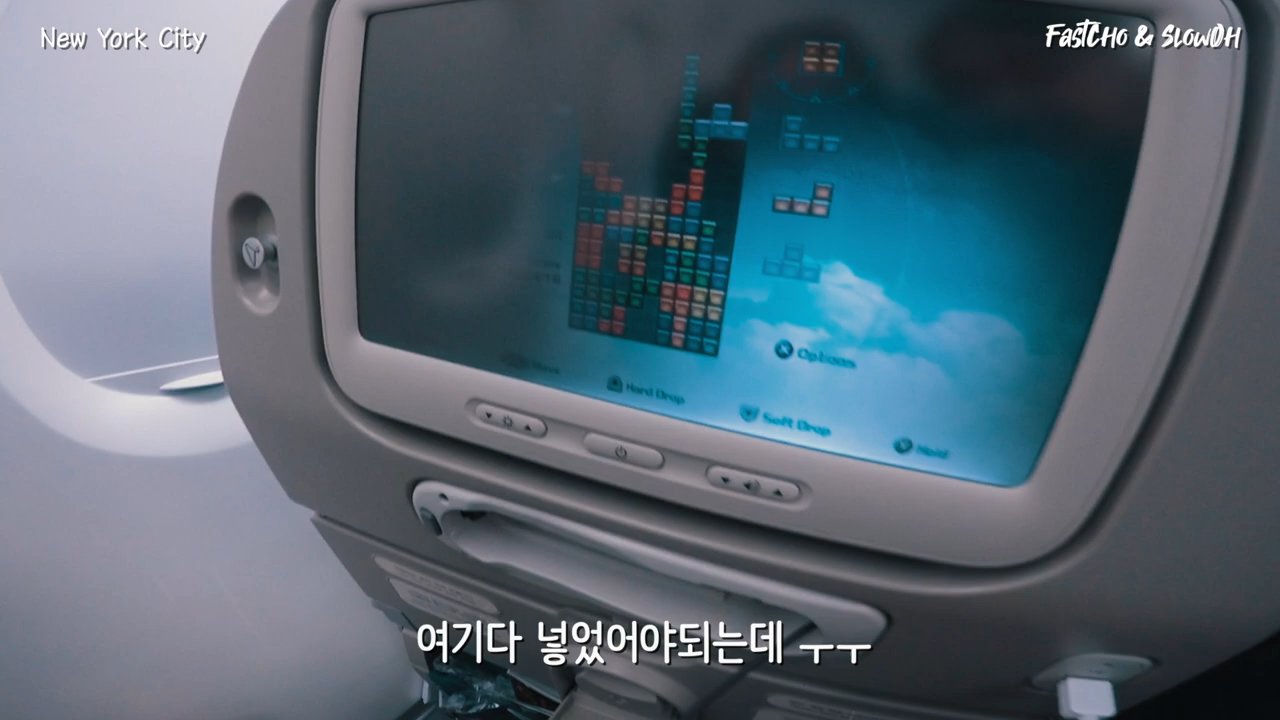 New York City
FastCho & SlowOH
Options
Hard Drop
Soft Drop
Hold
여기다 넣었어야되는데 ㅜㅜ